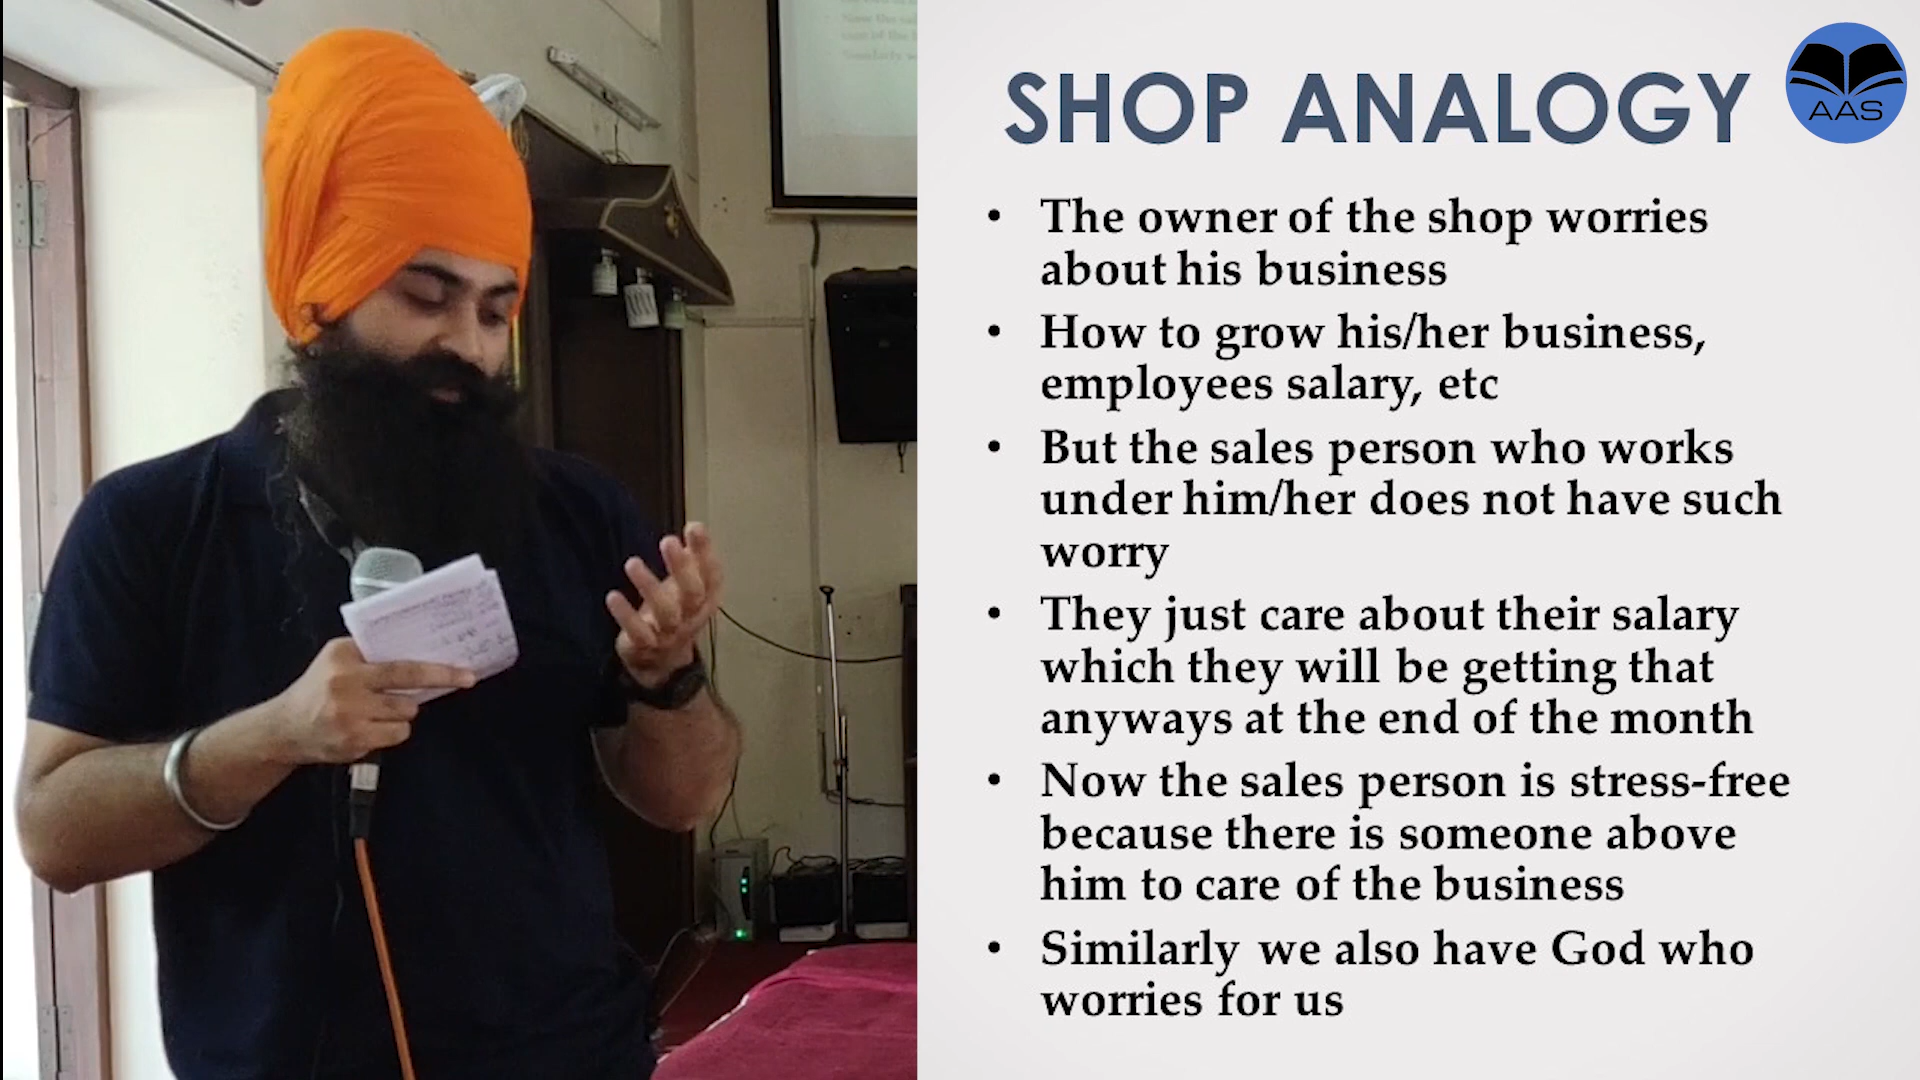 SHOP ANALOGY
AAS
• The owner of the shop worries
about his business
• How to grow his/her business,
employees salary, etc
• But the sales person who works
under him/her does not have such
worry
• They just care about their salary
which they will be getting that
anyways at the end of the month
• Now the sales person is stress-free
because there is someone above
him to care of the business
• Similarly we also have God who
worries for us